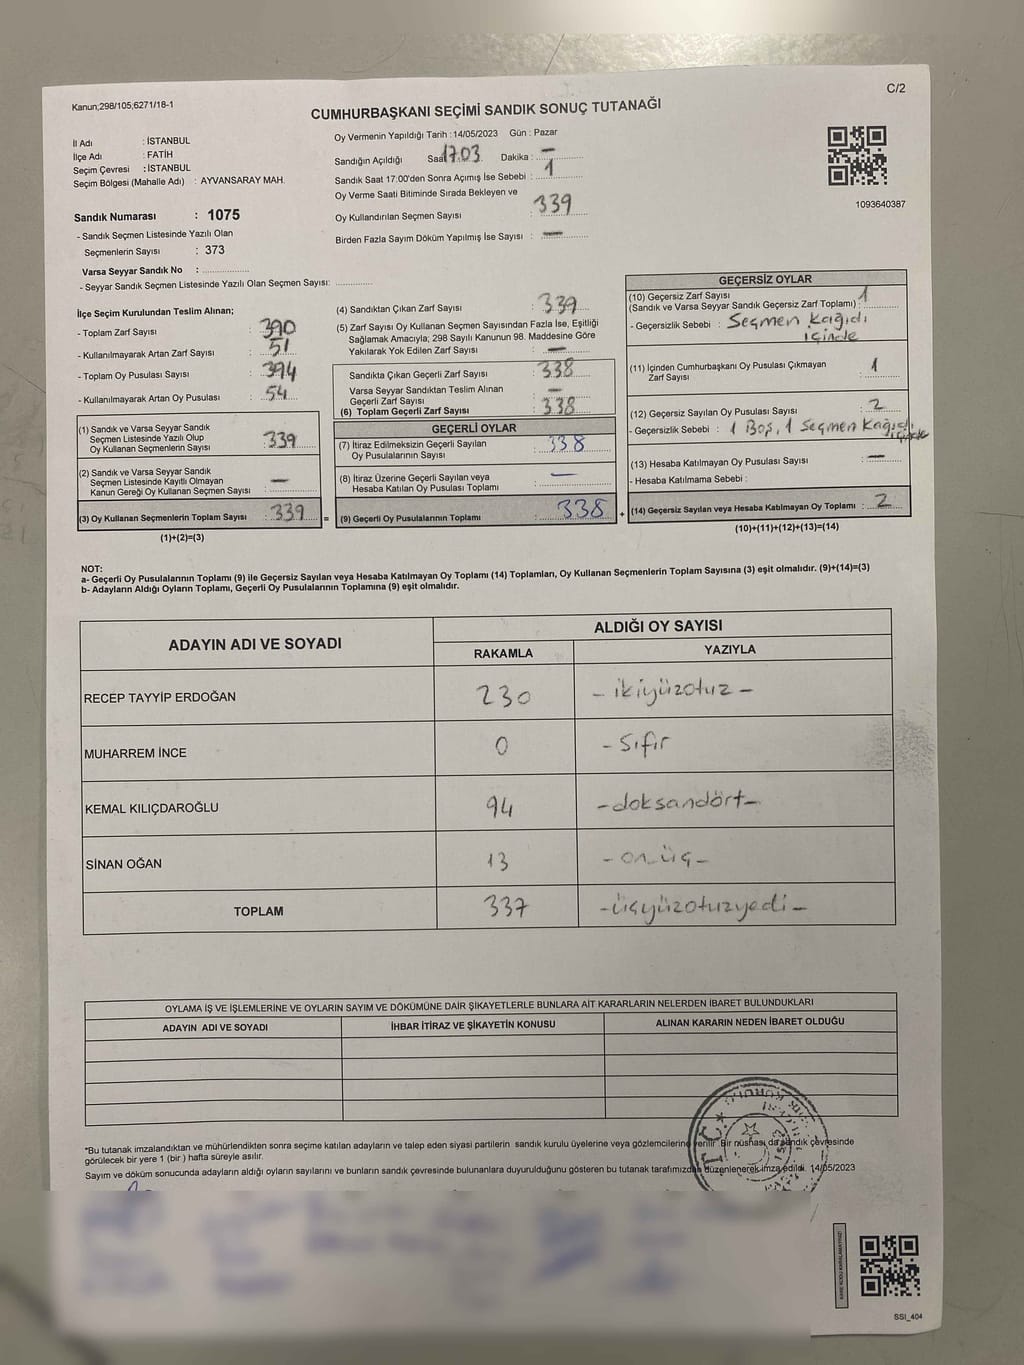 Kanun;298/105;6271/18-1
C/2
CUMHURBAŞKANI SEÇİMİ SANDIK SONUÇ TUTANAĞI
İl Adı : İSTANBUL
İlçe Adı : FATİH
Seçim Çevresi : İSTANBUL
Seçim Bölgesi (Mahalle Adı) : AYVANSARAY MAH.
Sandık Numarası : 1075
- Sandık Seçmen Listesinde Yazılı Olan
Seçmenlerin Sayısı : 373
Varsa Seyyar Sandık No :
- Seyyar Sandık Seçmen Listesinde Yazılı Olan Seçmen Sayısı:
Oy Vermenin Yapıldığı Tarih : 14/05/2023 Gün : Pazar
Sandığın Açıldığı Saat 1703 Dakika : –
Sandık Saat 17:00'den Sonra Açımış İse Sebebi : 1
Oy Verme Saati Bitiminde Sırada Bekleyen ve
Oy Kullandırılan Seçmen Sayısı : 339
Birden Fazla Sayım Döküm Yapılmış İse Sayısı : –
1093640387
İlçe Seçim Kurulundan Teslim Alınan;
- Toplam Zarf Sayısı : 390
- Kullanılmayarak Artan Zarf Sayısı : 51
- Toplam Oy Pusulası Sayısı : 394
- Kullanılmayarak Artan Oy Pusulası : 54
(1) Sandık ve Varsa Seyyar Sandık
Seçmen Listesinde Yazılı Olup
Oy Kullanan Seçmenlerin Sayısı : 339
(2) Sandık ve Varsa Seyyar Sandık
Seçmen Listesinde Kayıtlı Olmayan
Kanun Gereği Oy Kullanan Seçmen Sayısı : –
(3) Oy Kullanan Seçmenlerin Toplam Sayısı : 339 =
(1)+(2)=(3)
(4) Sandıktan Çıkan Zarf Sayısı : 339
(5) Zarf Sayısı Oy Kullanan Seçmen Sayısından Fazla İse, Eşitliği
Sağlamak Amacıyla; 298 Sayılı Kanunun 98. Maddesine Göre
Yakılarak Yok Edilen Zarf Sayısı : –
Sandıkta Çıkan Geçerli Zarf Sayısı : 338
Varsa Seyyar Sandıktan Teslim Alınan
Geçerli Zarf Sayısı : –
(6) Toplam Geçerli Zarf Sayısı : 338
GEÇERLİ OYLAR
(7) İtiraz Edilmeksizin Geçerli Sayılan
Oy Pusulalarının Sayısı : 338
(8) İtiraz Üzerine Geçerli Sayılan veya
Hesaba Katılan Oy Pusulası Toplamı : –
(9) Geçerli Oy Pusulalarının Toplamı : 338 +
GEÇERSİZ OYLAR
(10) Geçersiz Zarf Sayısı
(Sandık ve Varsa Seyyar Sandık Geçersiz Zarf Toplamı) : 1
- Geçersizlik Sebebi : Seçmen kağıdı
içinde
(11) İçinden Cumhurbaşkanı Oy Pusulası Çıkmayan
Zarf Sayısı : 1
(12) Geçersiz Sayılan Oy Pusulası Sayısı : 2
- Geçersizlik Sebebi : 1 Boş, 1 Seçmen Kağıdı
içinde
(13) Hesaba Katılmayan Oy Pusulası Sayısı : –
- Hesaba Katılmama Sebebi :
(14) Geçersiz Sayılan veya Hesaba Katılmayan Oy Toplamı : 2
(10)+(11)+(12)+(13)=(14)
NOT:
a- Geçerli Oy Pusulalarının Toplamı (9) ile Geçersiz Sayılan veya Hesaba Katılmayan Oy Toplamı (14) Toplamları, Oy Kullanan Seçmenlerin Toplam Sayısına (3) eşit olmalıdır. (9)+(14)=(3)
b- Adayların Aldığı Oyların Toplamı, Geçerli Oy Pusulalarının Toplamına (9) eşit olmalıdır.
ADAYIN ADI VE SOYADI
ALDIĞI OY SAYISI
RAKAMLA YAZIYLA
RECEP TAYYİP ERDOĞAN 230 – ikiyüzotuz –
MUHARREM İNCE 0 – Sıfır
KEMAL KILIÇDAROĞLU 94 – doksandört –
SİNAN OĞAN 13 – onüç –
TOPLAM 337 – üçyüzotuzyedi –
OYLAMA İŞ VE İŞLEMLERİNE VE OYLARIN SAYIM VE DÖKÜMÜNE DAİR ŞİKAYETLERLE BUNLARA AİT KARARLARIN NELERDEN İBARET BULUNDUKLARI
ADAYIN ADI VE SOYADI İHBAR İTİRAZ VE ŞİKAYETİN KONUSU ALINAN KARARIN NEDEN İBARET OLDUĞU
*Bu tutanak imzalandıktan ve mühürlendikten sonra seçime katılan adayların ve talep eden siyasi partilerin sandık kurulu üyelerine veya gözlemcilerine verilir. Bir nüshası da sandık çevresinde
görülecek bir yere 1 (bir) hafta süreyle asılır.
Sayım ve döküm sonucunda adayların aldığı oyların sayılarını ve bunların sandık çevresinde bulunanlara duyurulduğunu gösteren bu tutanak tarafımızdan düzenlenerek imza edildi. 14/05/2023
T.C.
SSI_404